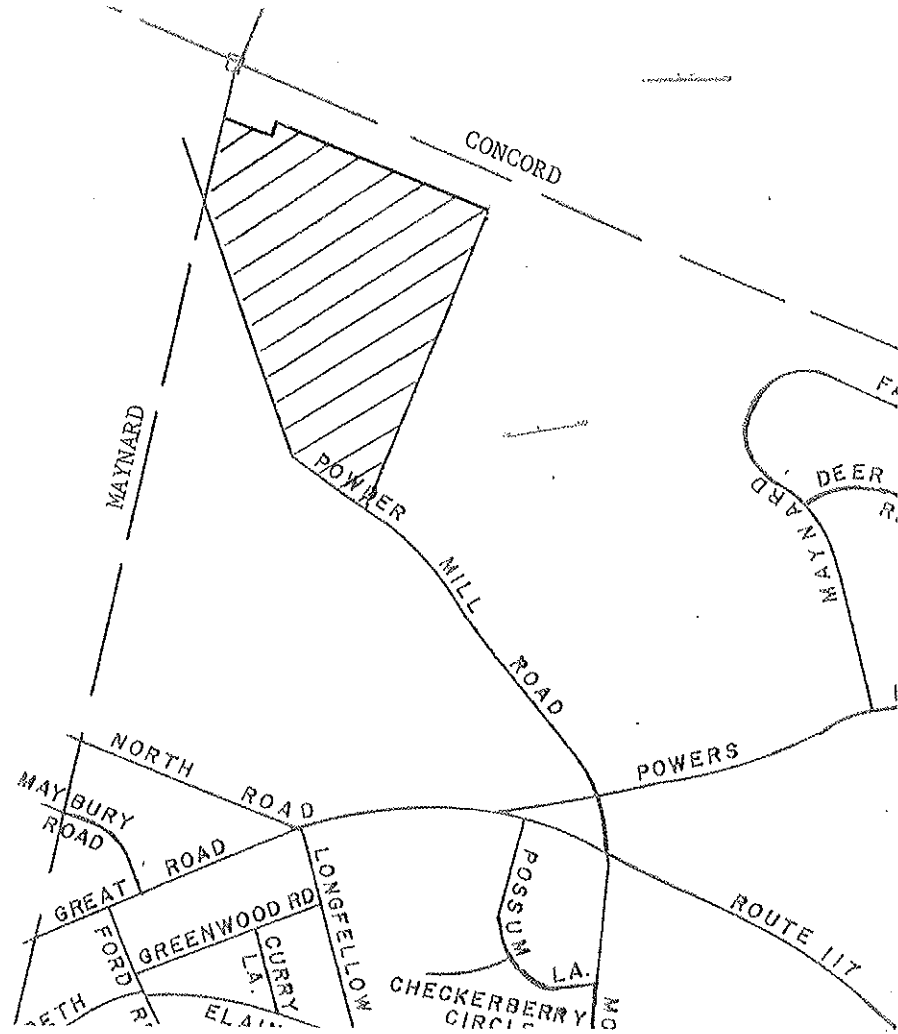 CONCORD
MAYNARD
POWDER
MILL
ROAD
DEER
MAYNARD
POWERS
NORTH
ROAD
MAYBURY
ROAD
GREAT ROAD
LONGFELLOW
GREENWOOD RD
FORD
CURRY
LA.
POSSUM
LA.
CHECKERBERRY
ROUTE 117